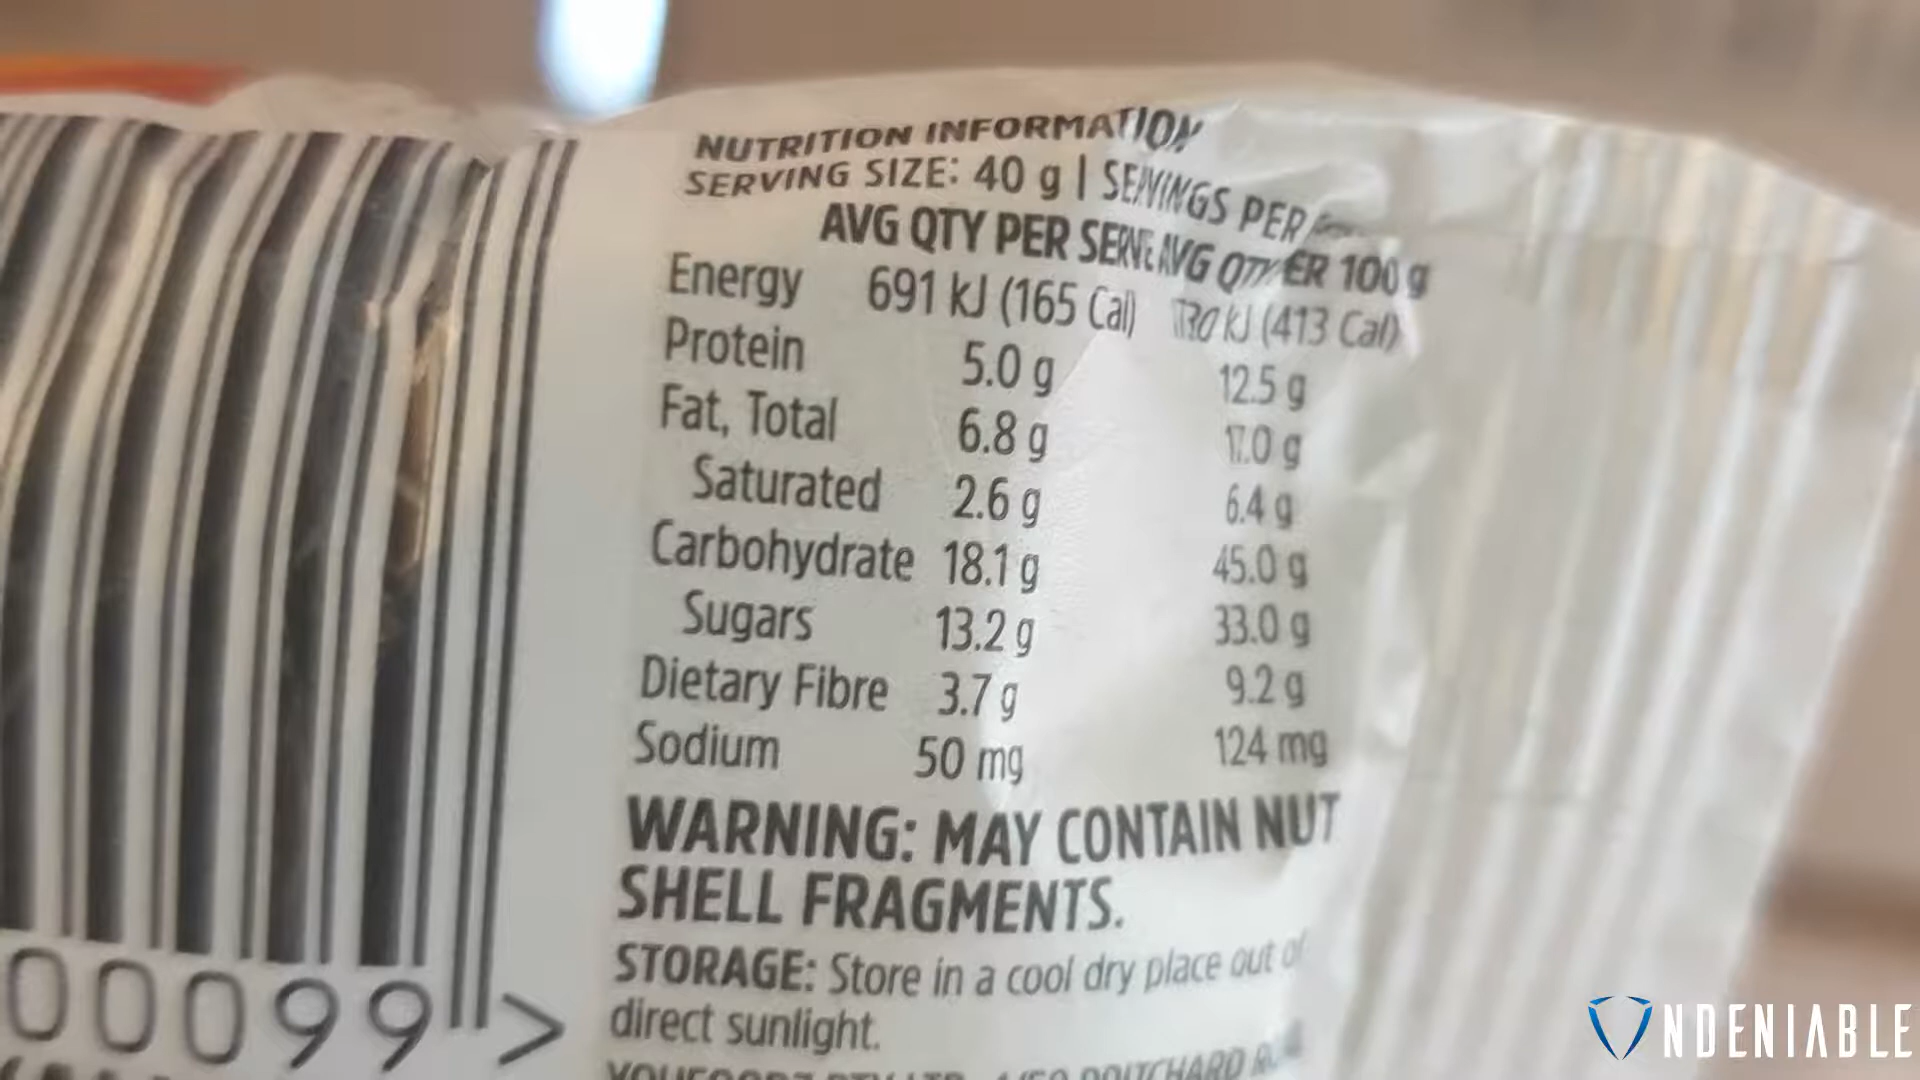 NUTRITION INFORMATION
SERVING SIZE: 40 g | SERVINGS PER
AVG QTY PER SERVE AVG QTY PER 100 g
Energy 691 kJ (165 Cal) kJ (413 Cal)
Protein 5.0 g 12.5 g
Fat, Total 6.8 g 17.0 g
Saturated 2.6 g 6.4 g
Carbohydrate 18.1 g 45.0 g
Sugars 13.2 g 33.0 g
Dietary Fibre 3.7 g 9.2 g
Sodium 50 mg 124 mg
WARNING: MAY CONTAIN NUT
SHELL FRAGMENTS.
STORAGE: Store in a cool dry place out of
direct sunlight.
00099>
NDENIABLE